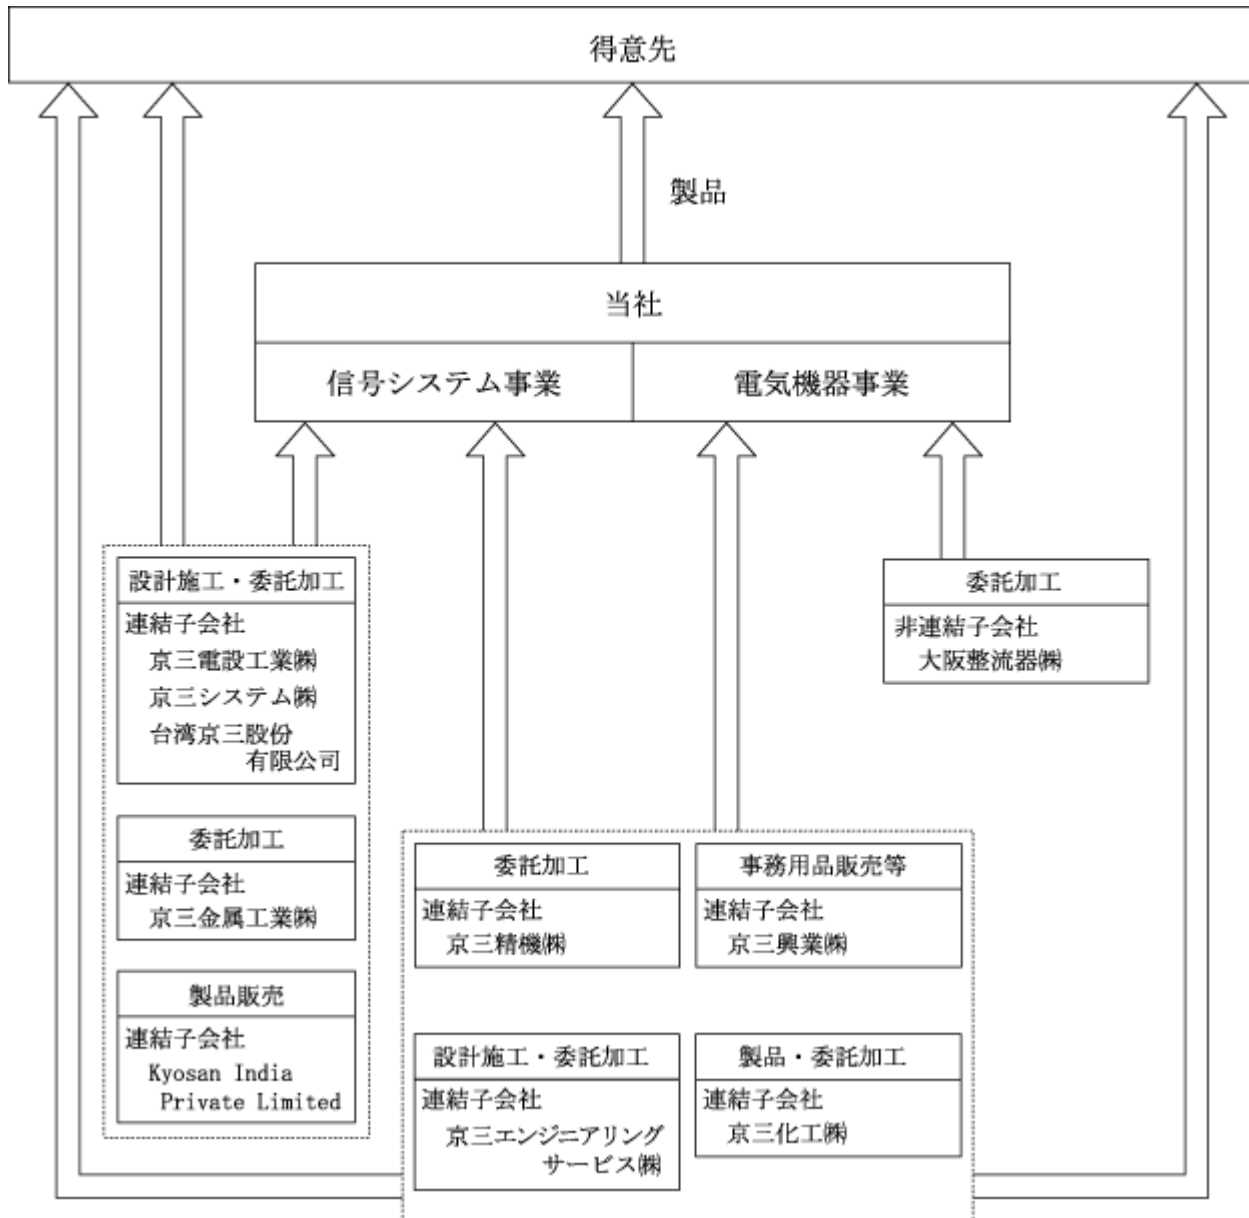 得意先
製品
当社
信号システム事業
電気機器事業
設計施工・委託加工
連結子会社
京三電設工業㈱
京三システム㈱
台湾京三股份
有限公司
委託加工
連結子会社
京三金属工業㈱
製品販売
連結子会社
Kyosan India
Private Limited
委託加工
連結子会社
京三精機㈱
事務用品販売等
連結子会社
京三興業㈱
設計施工・委託加工
連結子会社
京三エンジニアリング
サービス㈱
製品・委託加工
連結子会社
京三化工㈱
委託加工
非連結子会社
大阪整流器㈱